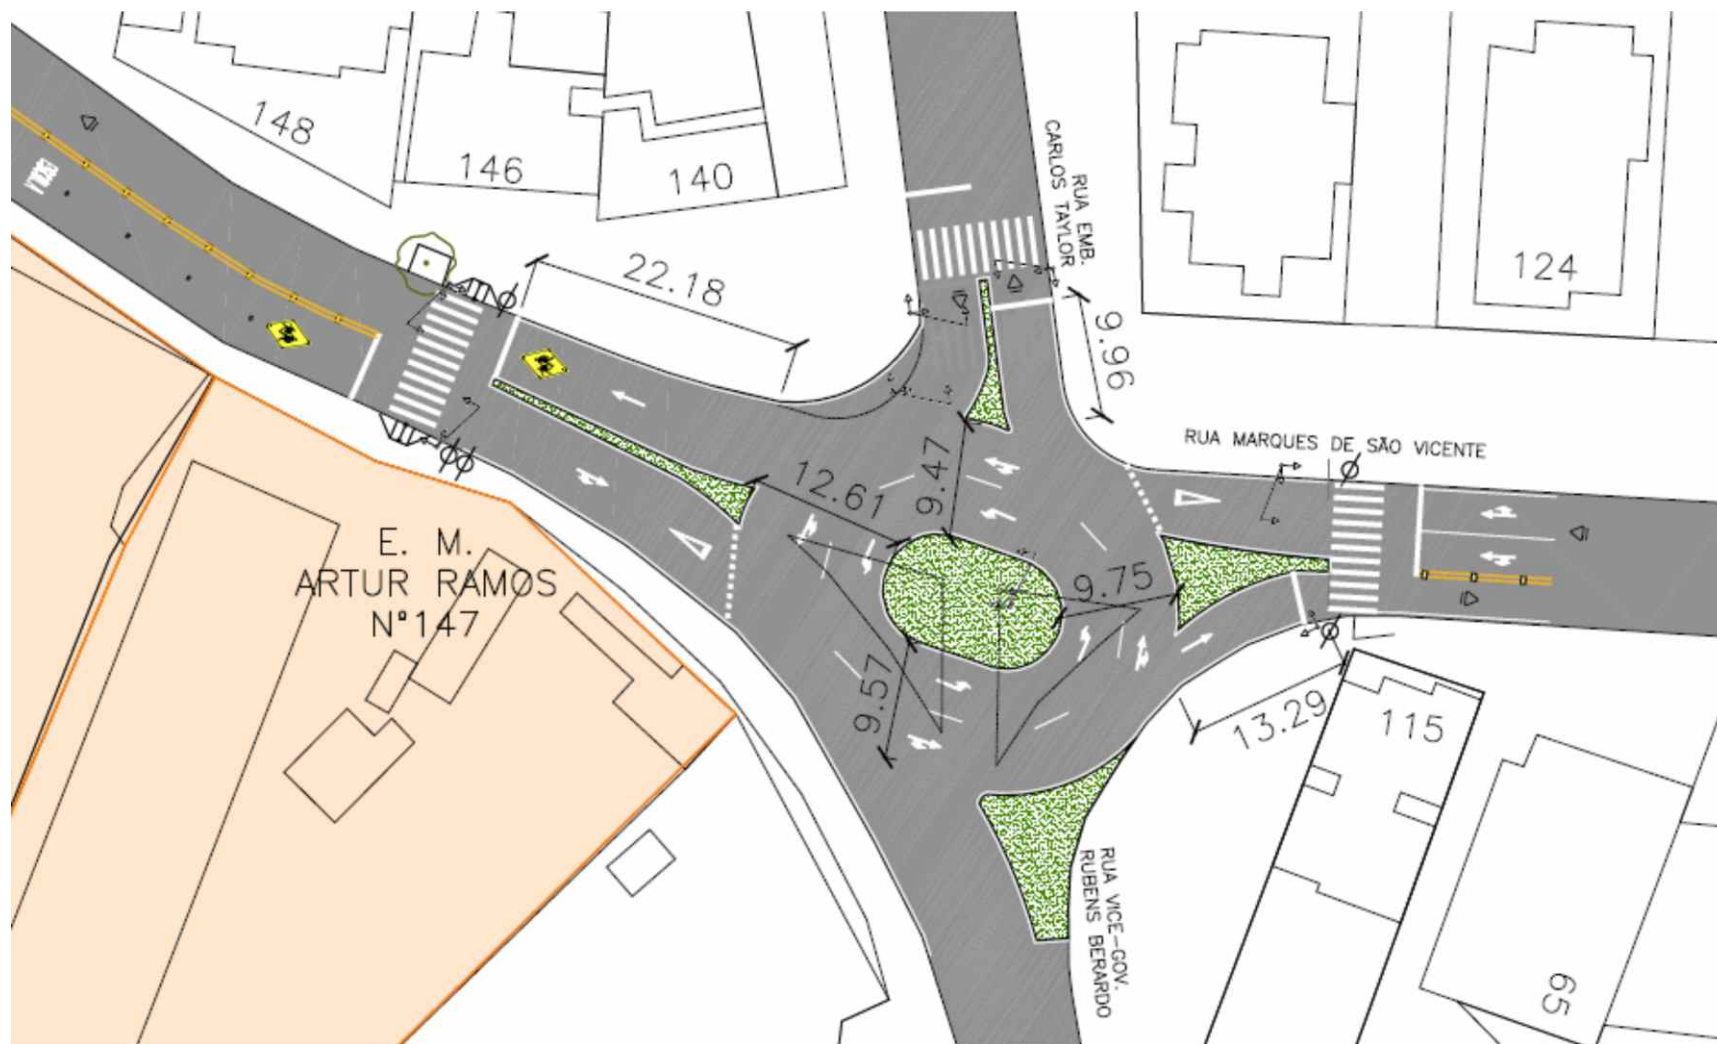 148
146
140
22.18
RUA EMB.
CARLOS TAYLOR
124
9.96
RUA MARQUES DE SÃO VICENTE
12.61
9.47
E. M.
ARTUR RAMOS
Nº147
9.75
9.57
13.29
115
RUA VICE-GOV.
RUBENS BERARDO
65